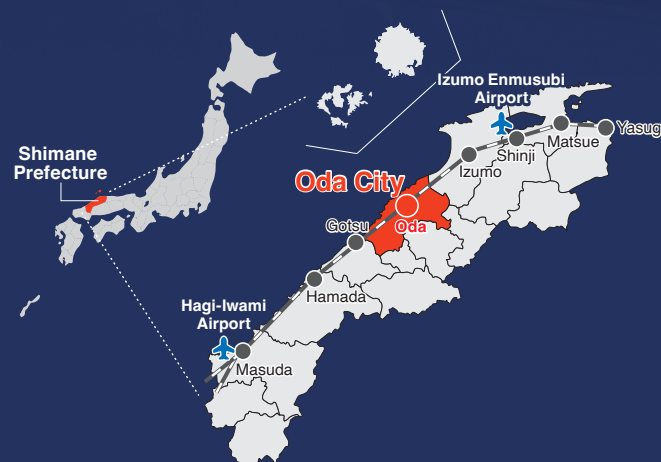 Izumo Enmusubi
Airport
Yasug
Matsue
Shinji
Izumo
Shimane
Prefecture
Oda City
Oda
Gotsu
Hamada
Hagi-Iwami
Airport
Masuda